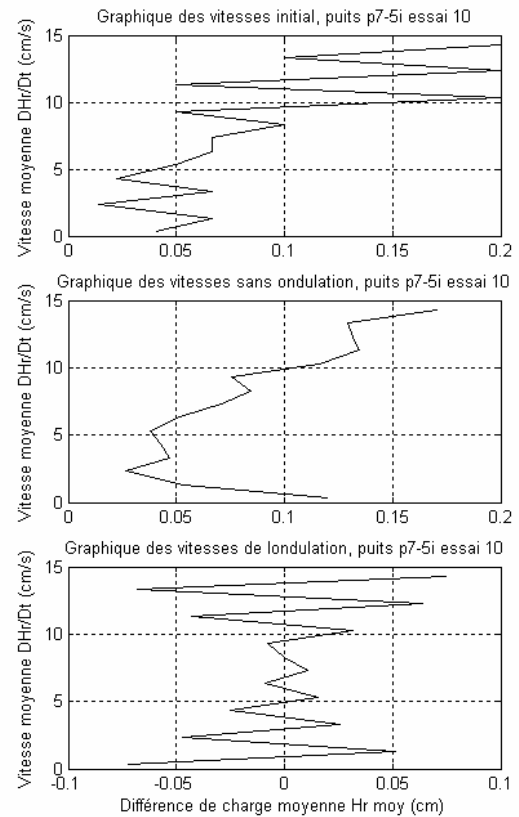 Graphique des vitesses initial, puits p7-5i essai 10
Vitesse moyenne DHr/Dt (cm/s)
15
10
5
0
0 0.05 0.1 0.15 0.2
Graphique des vitesses sans ondulation, puits p7-5i essai 10
Vitesse moyenne DHr/Dt (cm/s)
15
10
5
0
0 0.05 0.1 0.15 0.2
Graphique des vitesses de londulation, puits p7-5i essai 10
Vitesse moyenne DHr/Dt (cm/s)
15
10
5
0
-0.1 -0.05 0 0.05 0.1
Différence de charge moyenne Hr moy (cm)